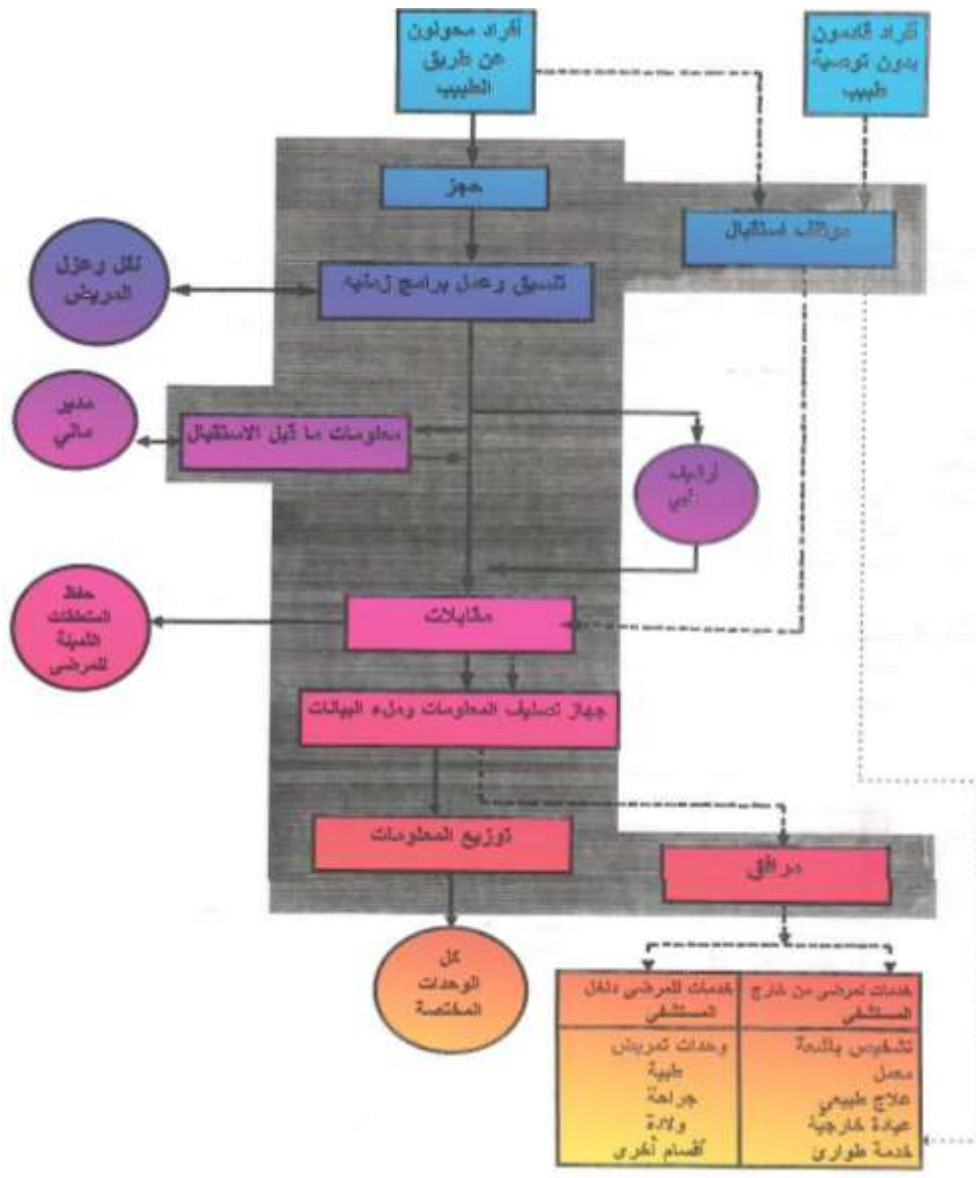 أفراد محولون
عن طريق
الطبيب
أفراد قادمون
بدون توصية
طبيب
حجز
موظف استقبال
تنسيق وعمل برامج زمنية
نقل وعزل
المريض
معلومات ما قبل الاستقبال
مدير
مالي
أرشيف
مقابلات
حفظ
المتعلقات
الثمينة
للمرضى
جهاز تصنيف المعلومات وملء البيانات
توزيع المعلومات
مرافق
كل
الوحدات
المختصة
خدمات لمرضى من خارج
المستشفى
تشخيص بالأشعة
معمل
علاج طبيعي
عيادة خارجية
خدمة طوارئ
خدمات للمرضى داخل
المستشفى
وحدات تمريض
طبية
جراحة
ولادة
أقسام أخرى